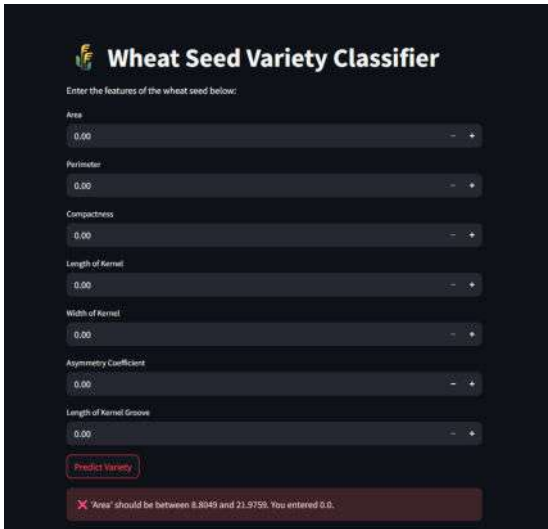 Wheat Seed Variety Classifier
Enter the features of the wheat seed below:
Area
0.00 − +
Perimeter
0.00 − +
Compactness
0.00 − +
Length of Kernel
0.00 − +
Width of Kernel
0.00 − +
Asymmetry Coefficient
0.00 − +
Length of Kernel Groove
0.00 − +
Predict Variety
❌ 'Area' should be between 8.8049 and 21.9759. You entered 0.0.